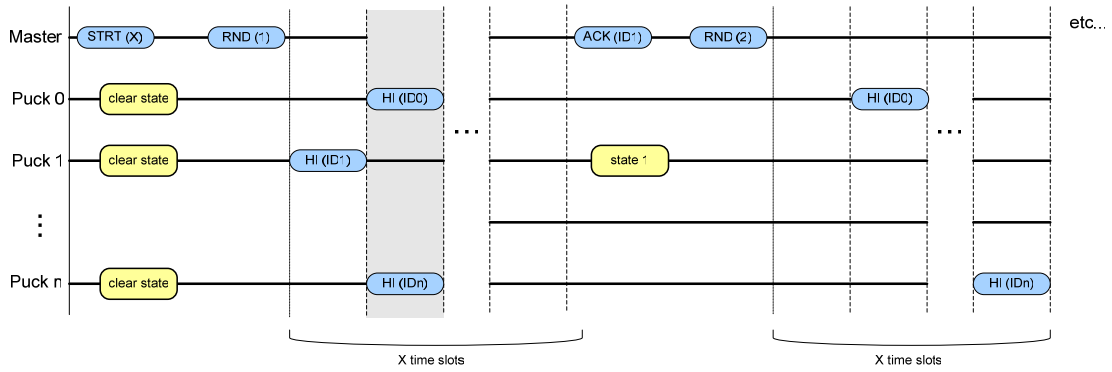 Master STRT (X) RND (1) ACK (ID1) RND (2) etc...
Puck 0 clear state HI (ID0) HI (ID0)
... ...
Puck 1 clear state HI (ID1) state 1
⋮
Puck n clear state HI (IDn) HI (IDn)
X time slots X time slots